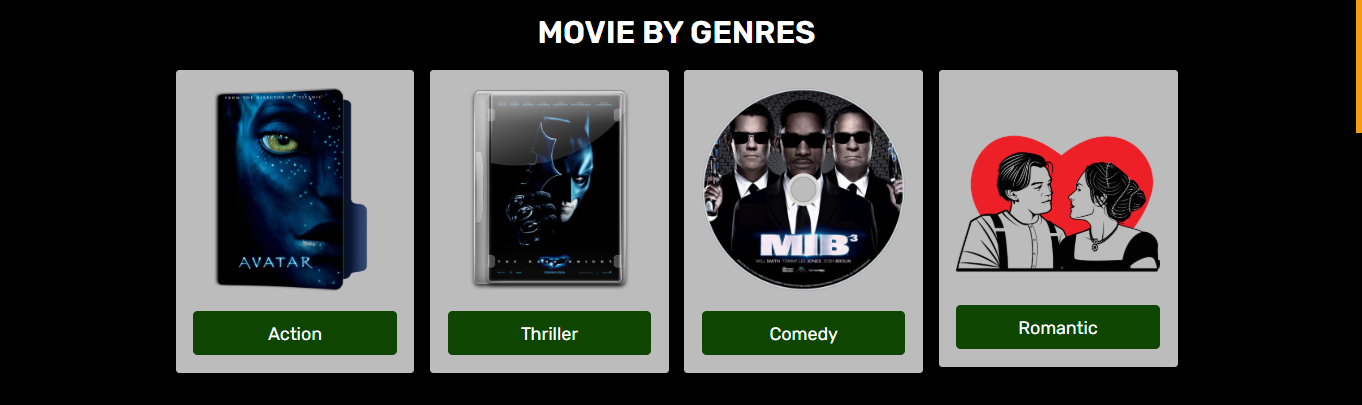 MOVIE BY GENRES
FROM THE DIRECTOR OF "TITANIC"
AVATAR
THE DARK KNIGHT
MIB³
WILL SMITH TOMMY LEE JONES JOSH BROLIN
Action
Thriller
Comedy
Romantic